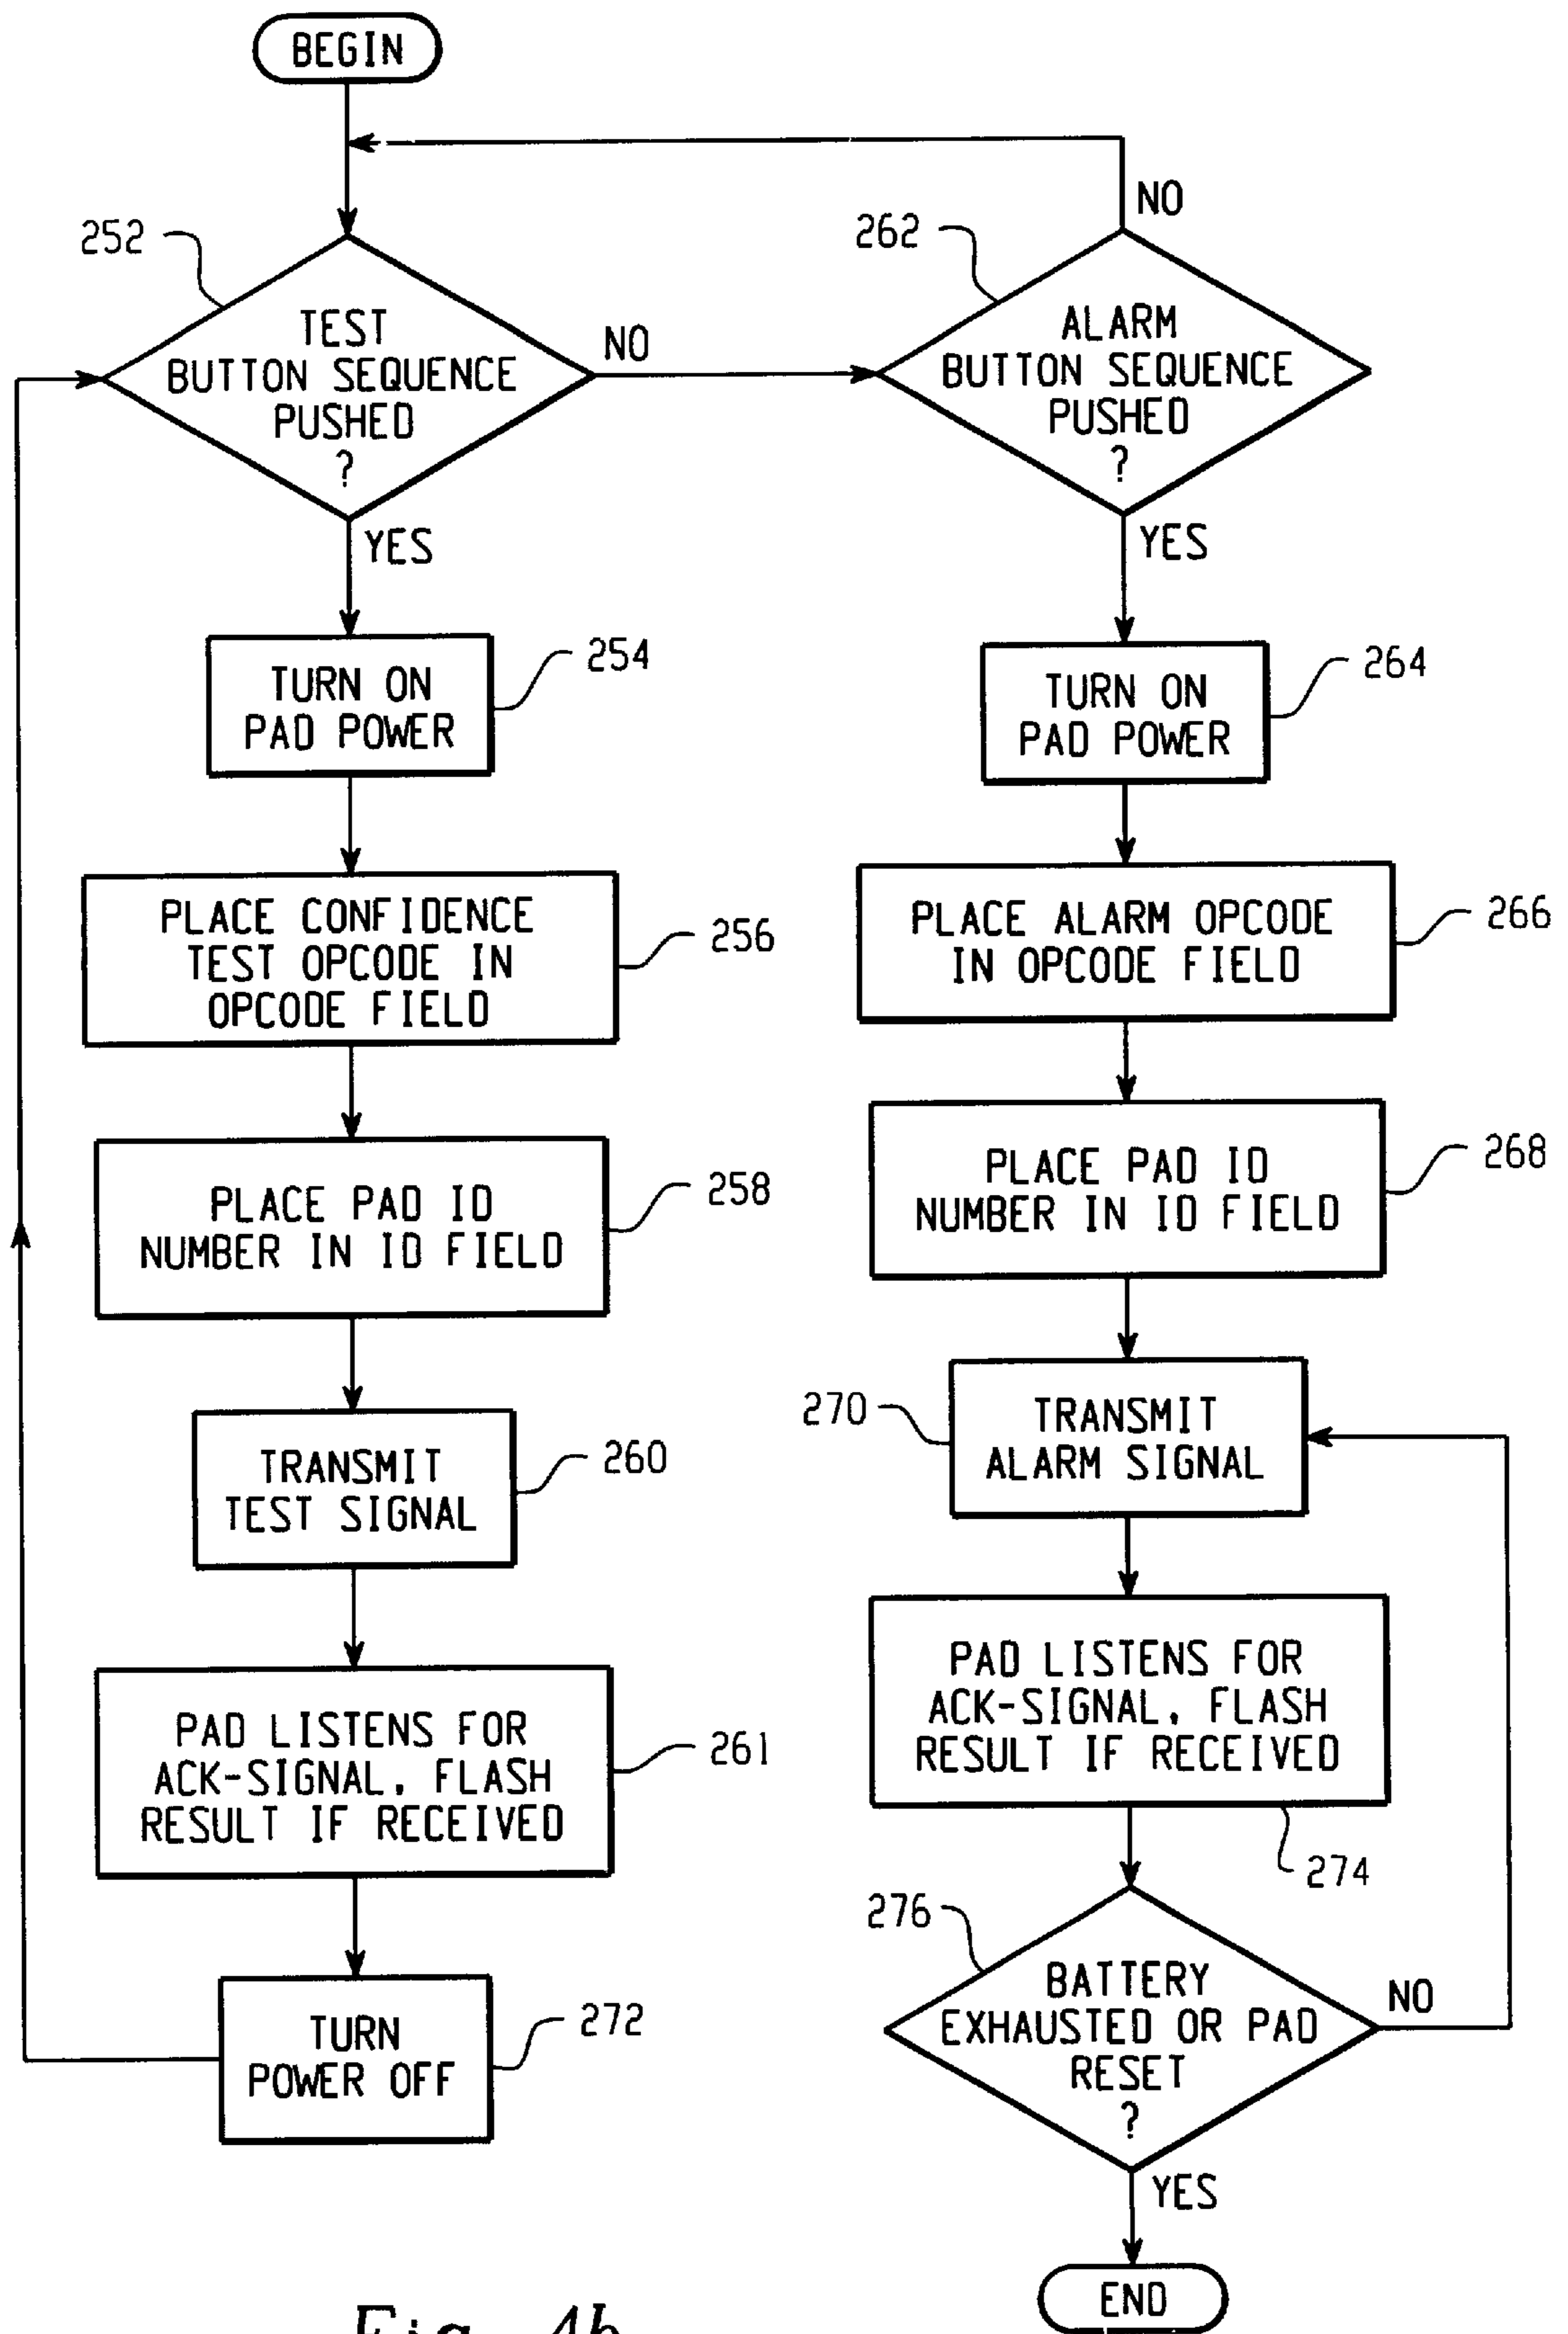 BEGIN
NO
252
262
TEST
BUTTON SEQUENCE
PUSHED
?
NO
ALARM
BUTTON SEQUENCE
PUSHED
?
YES
YES
254
TURN ON
PAD POWER
264
TURN ON
PAD POWER
PLACE CONFIDENCE
TEST OPCODE IN
OPCODE FIELD
256
PLACE ALARM OPCODE
IN OPCODE FIELD
266
PLACE PAD ID
NUMBER IN ID FIELD
258
PLACE PAD ID
NUMBER IN ID FIELD
268
TRANSMIT
TEST SIGNAL
260
270
TRANSMIT
ALARM SIGNAL
PAD LISTENS FOR
ACK-SIGNAL, FLASH
RESULT IF RECEIVED
261
PAD LISTENS FOR
ACK-SIGNAL, FLASH
RESULT IF RECEIVED
274
276
TURN
POWER OFF
272
BATTERY
EXHAUSTED OR PAD
RESET
?
NO
YES
END
Fig. 4b